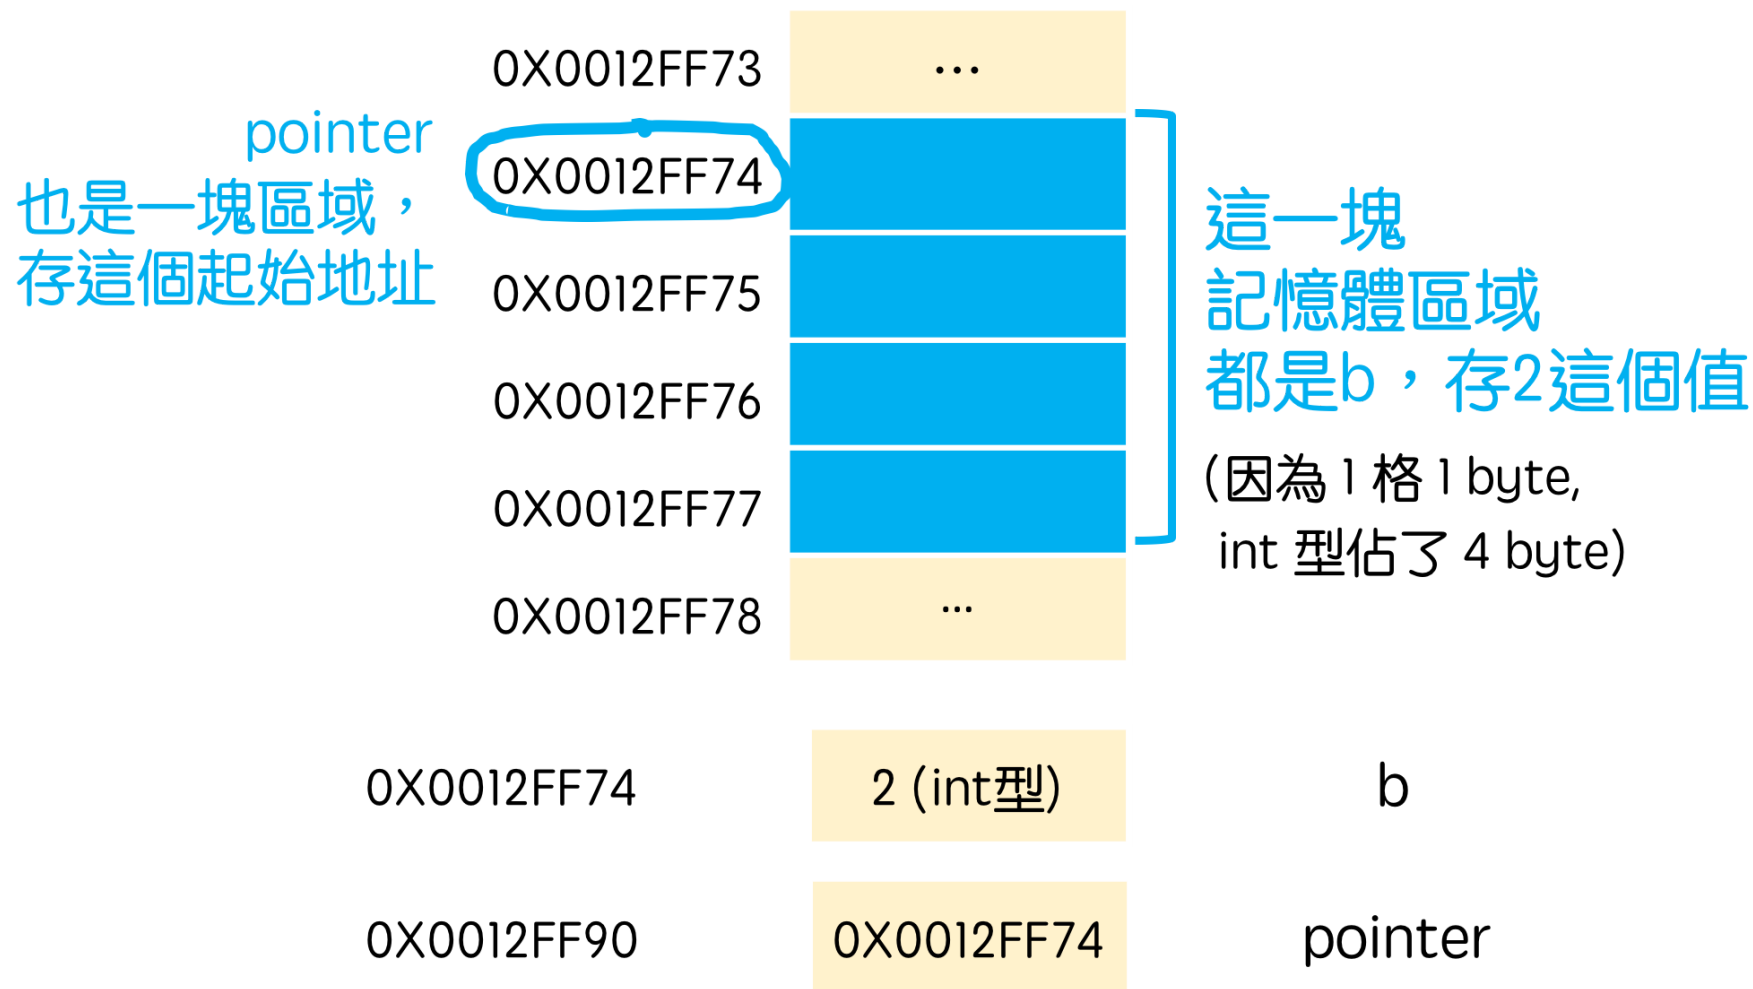 0X0012FF73 ...
pointer
也是一塊區域，
存這個起始地址
0X0012FF74
0X0012FF75
0X0012FF76
0X0012FF77
0X0012FF78 ...
這一塊
記憶體區域
都是b，存2這個值
(因為 1 格 1 byte,
int 型佔了 4 byte)
0X0012FF74 2 (int型) b
0X0012FF90 0X0012FF74 pointer